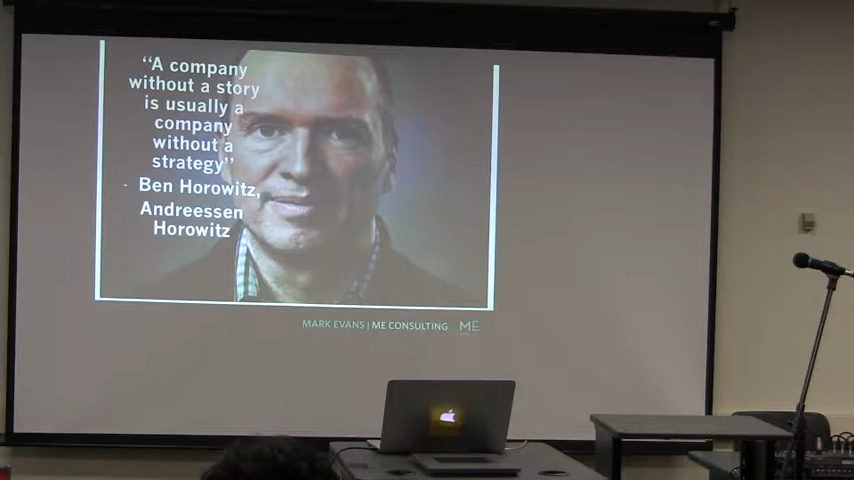 “A company
without a story
is usually a
company
without a
strategy”
- Ben Horowitz,
Andreessen
Horowitz
MARK EVANS | ME CONSULTING ME